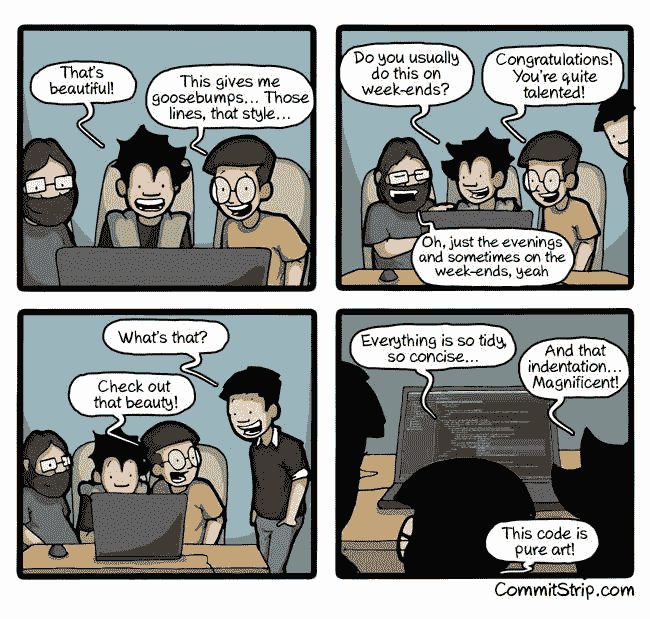 That's
beautiful!
This gives me
goosebumps... Those
lines, that style...
Do you usually
do this on
week-ends?
Congratulations!
You're quite
talented!
Oh, just the evenings
and sometimes on the
week-ends, yeah
What's that?
Check out
that beauty!
Everything is so tidy,
so concise...
And that
indentation...
Magnificent!
This code is
pure art!
CommitStrip.com